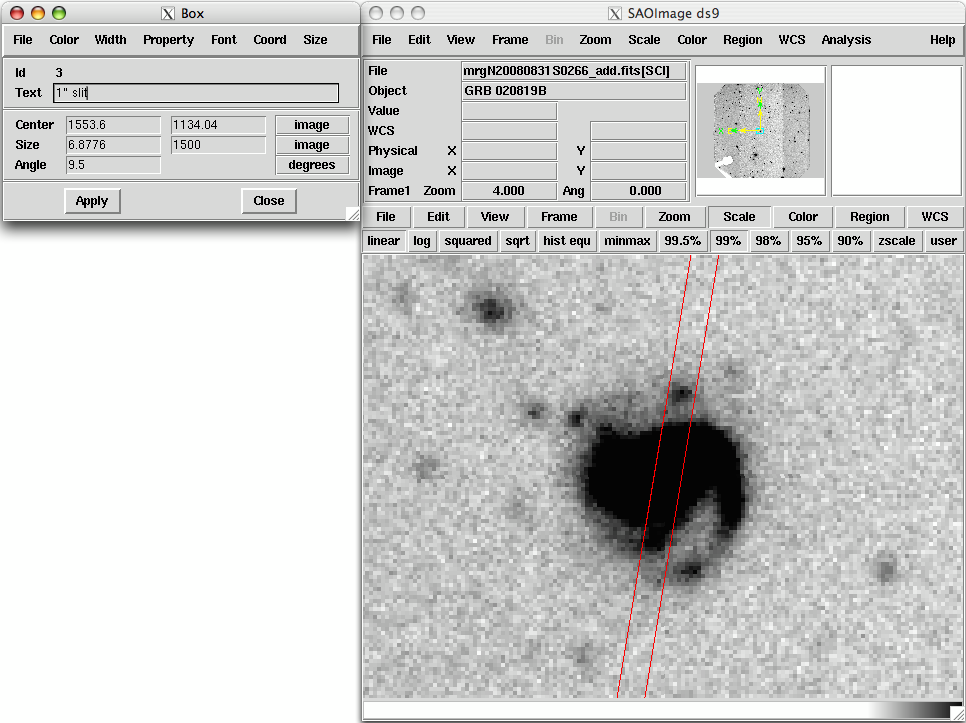 Box
File Color Width Property Font Coord Size
Id 3
Text 1" slit
Center 1553.6 1134.04 image
Size 6.8776 1500 image
Angle 9.5 degrees
Apply Close
SAOImage ds9
File Edit View Frame Bin Zoom Scale Color Region WCS Analysis Help
File mrgN20080831S0266_add.fits[SCI]
Object GRB 020819B
Value
WCS
Physical X Y
Image X Y
Frame1 Zoom 4.000 Ang 0.000
File Edit View Frame Bin Zoom Scale Color Region WCS
linear log squared sqrt hist equ minmax 99.5% 99% 98% 95% 90% zscale user